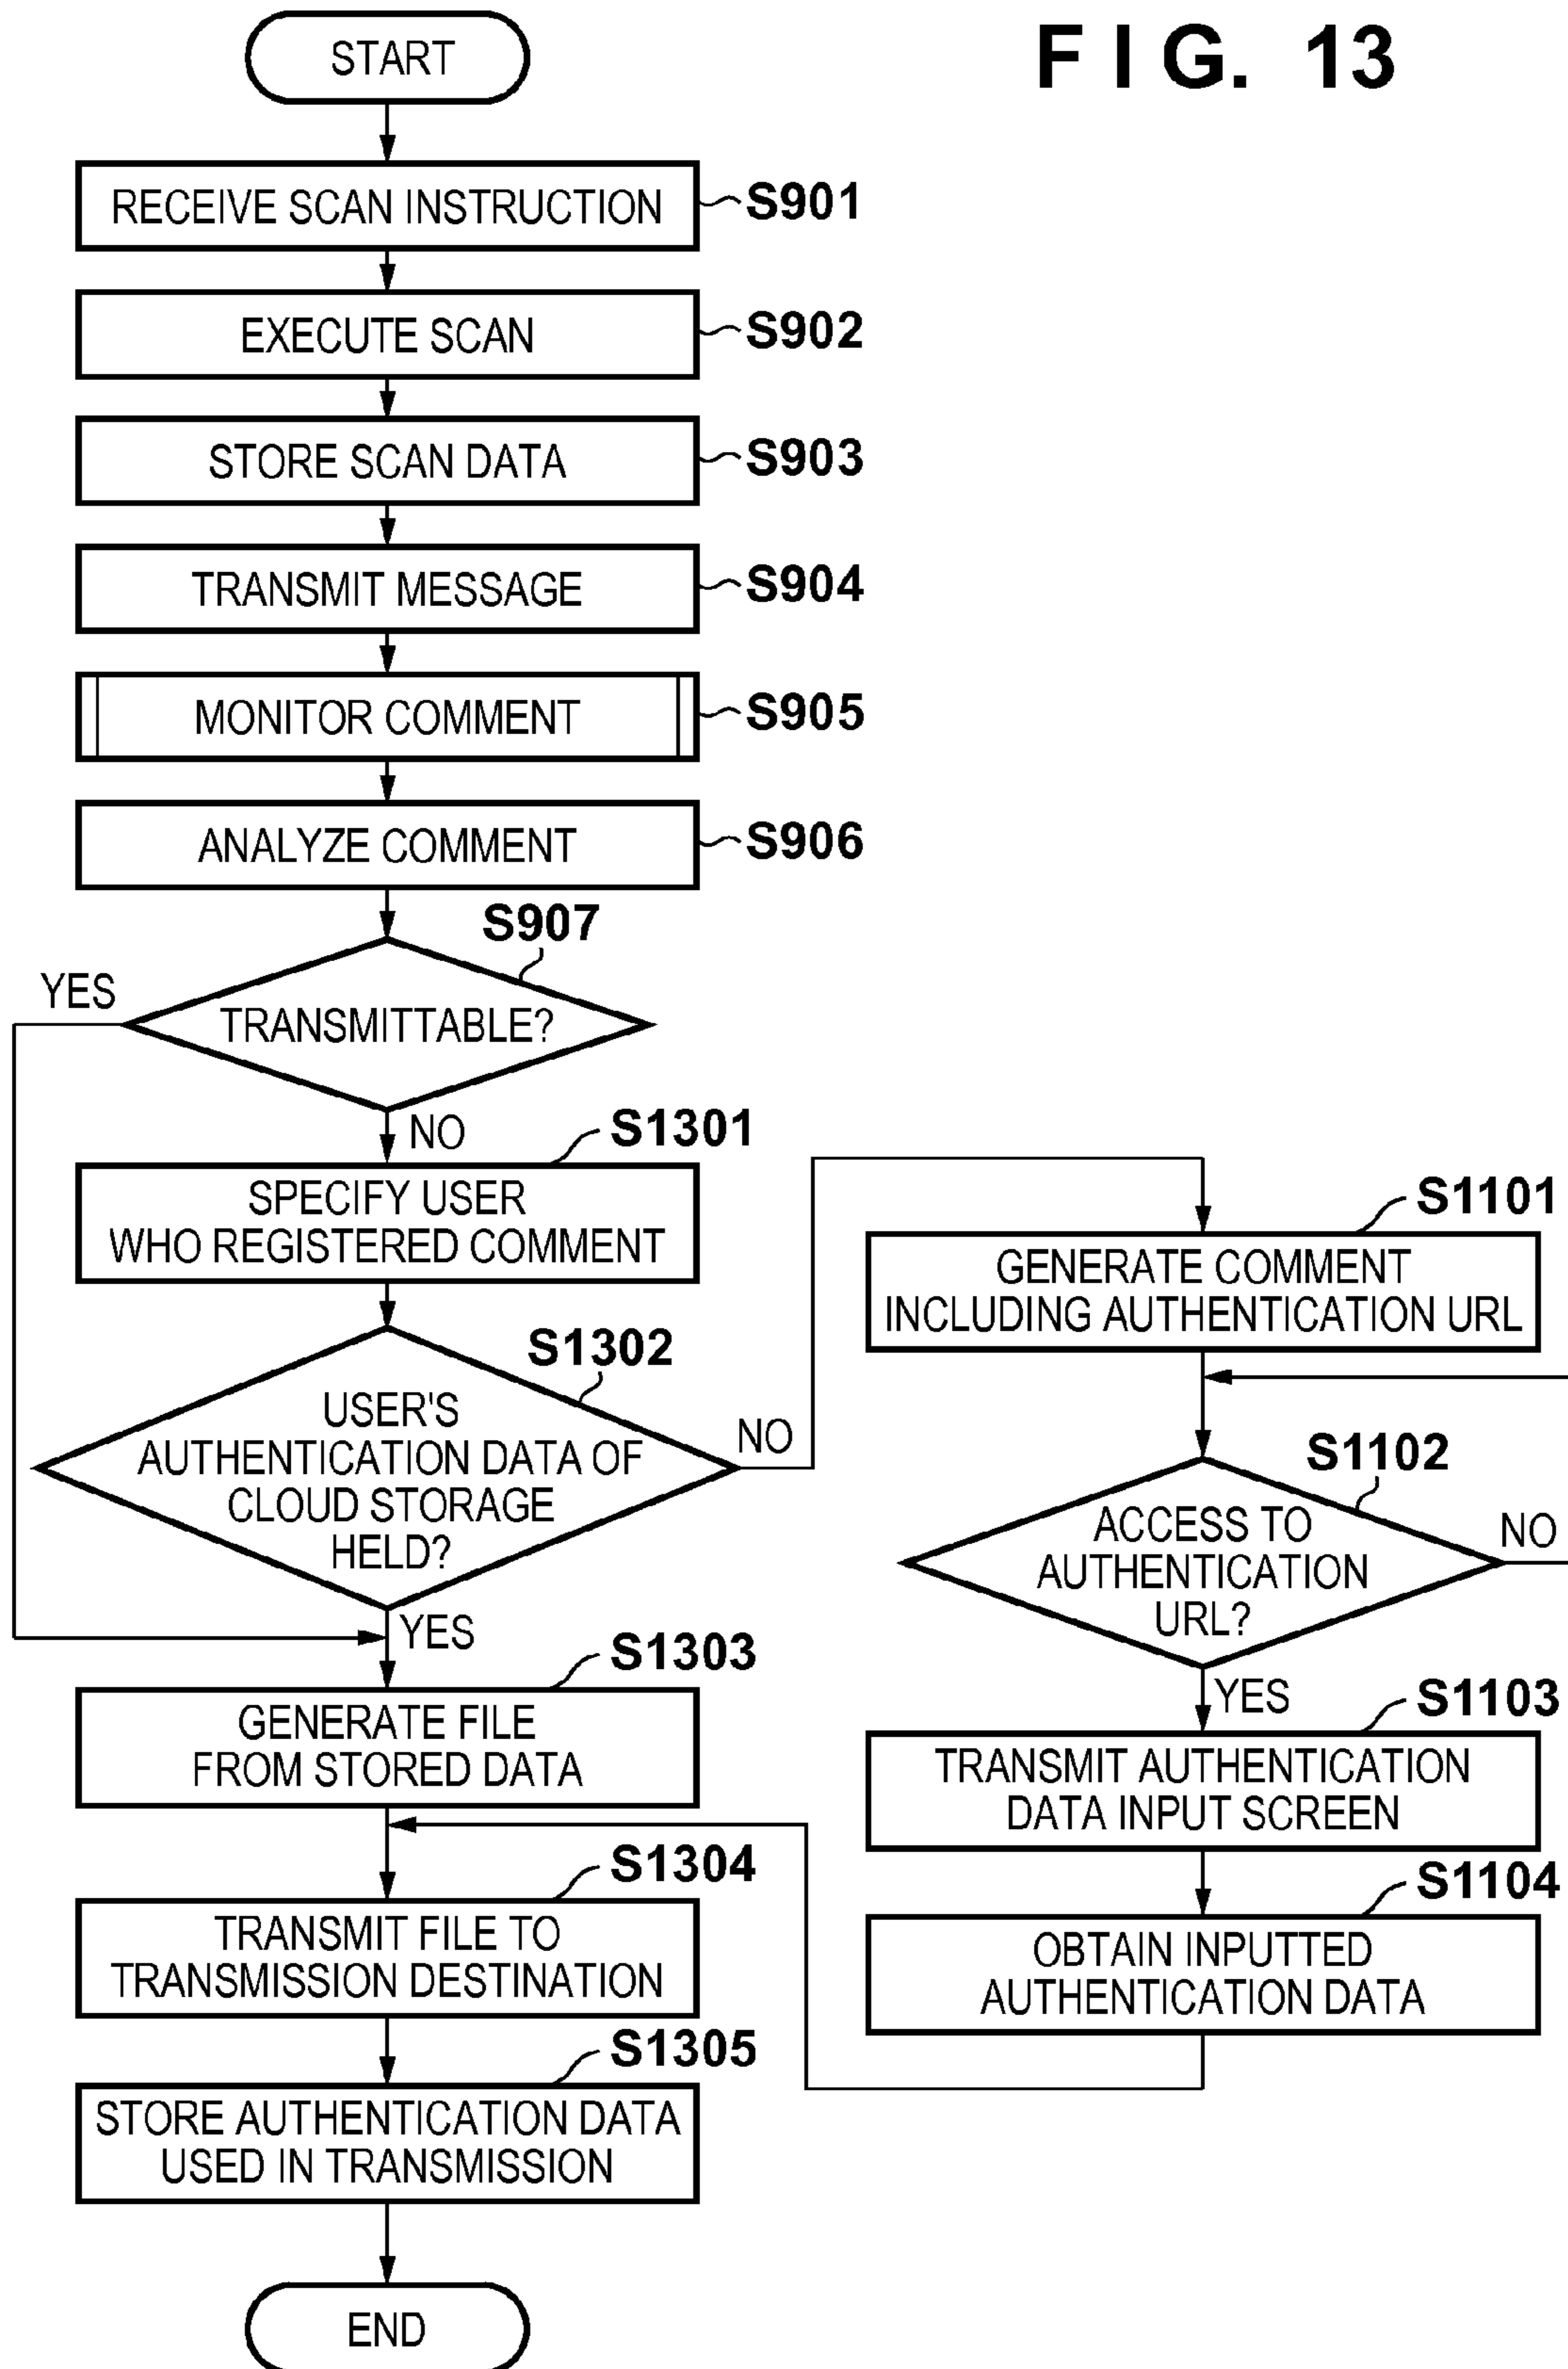 FIG. 13
START
RECEIVE SCAN INSTRUCTION
S901
EXECUTE SCAN
S902
STORE SCAN DATA
S903
TRANSMIT MESSAGE
S904
MONITOR COMMENT
S905
ANALYZE COMMENT
S906
S907
YES
TRANSMITTABLE?
NO
S1301
SPECIFY USER
WHO REGISTERED COMMENT
S1302
USER'S
AUTHENTICATION DATA OF
CLOUD STORAGE
HELD?
NO
YES
S1303
GENERATE FILE
FROM STORED DATA
S1304
TRANSMIT FILE TO
TRANSMISSION DESTINATION
S1305
STORE AUTHENTICATION DATA
USED IN TRANSMISSION
END
S1101
GENERATE COMMENT
INCLUDING AUTHENTICATION URL
S1102
ACCESS TO
AUTHENTICATION
URL?
NO
YES
S1103
TRANSMIT AUTHENTICATION
DATA INPUT SCREEN
S1104
OBTAIN INPUTTED
AUTHENTICATION DATA